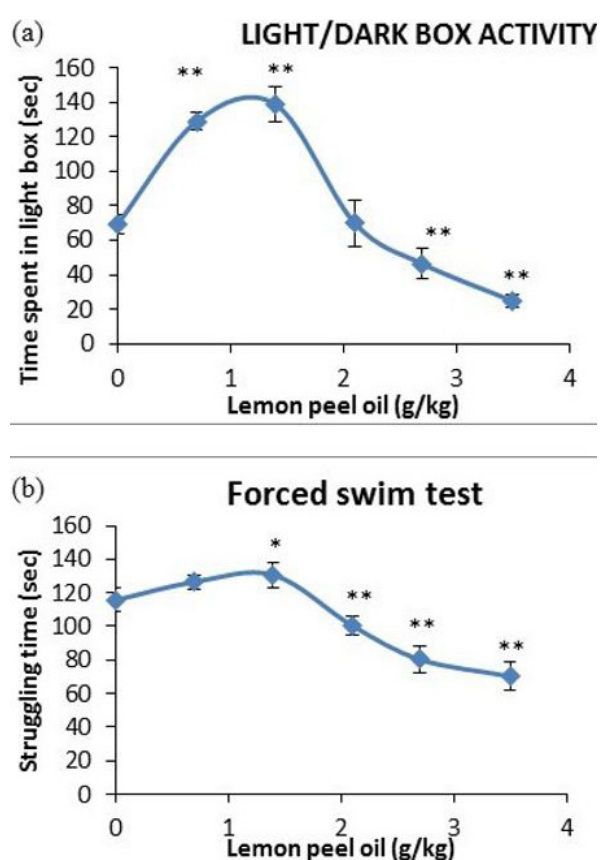 (a)
LIGHT/DARK BOX ACTIVITY
Time spent in light box (sec)
160
140
120
100
80
60
40
20
0
** ** ** **
0 1 2 3 4
Lemon peel oil (g/kg)
(b)
Forced swim test
Struggling time (sec)
160
140
120
100
80
60
40
20
0
* ** ** **
0 1 2 3 4
Lemon peel oil (g/kg)